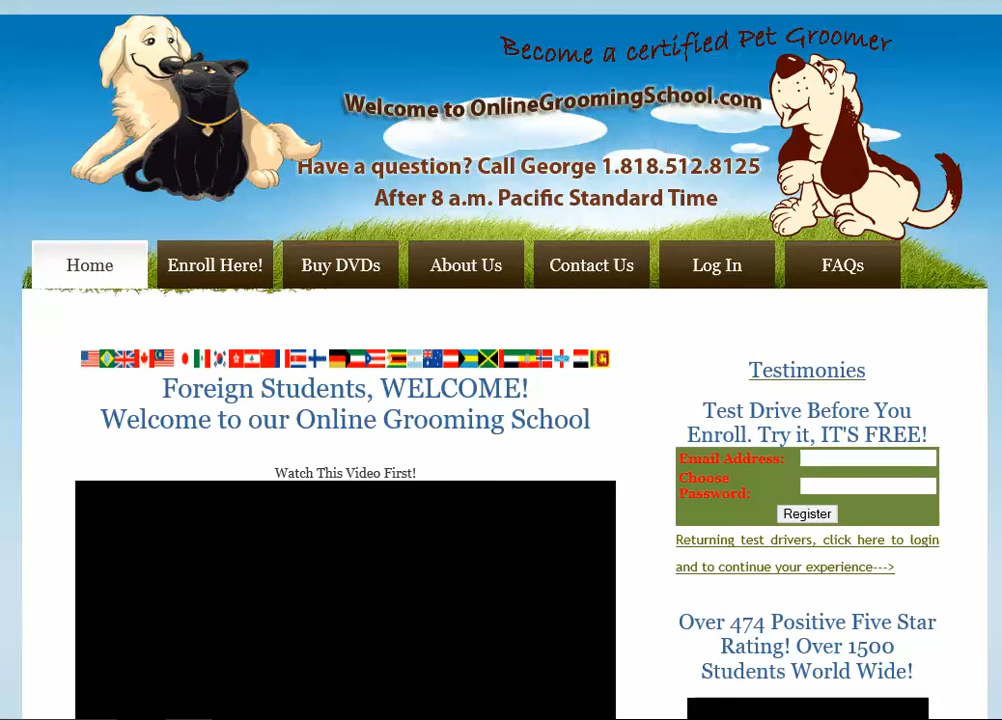 Become a certified Pet Groomer
Welcome to OnlineGroomingSchool.com
Have a question? Call George 1.818.512.8125
After 8 a.m. Pacific Standard Time
Home
Enroll Here!
Buy DVDs
About Us
Contact Us
Log In
FAQs
Foreign Students, WELCOME!
Welcome to our Online Grooming School
Watch This Video First!
Testimonies
Test Drive Before You
Enroll. Try it, IT'S FREE!
Email Address:
Choose
Password:
Register
Returning test drivers, click here to login
and to continue your experience--->
Over 474 Positive Five Star
Rating! Over 1500
Students World Wide!